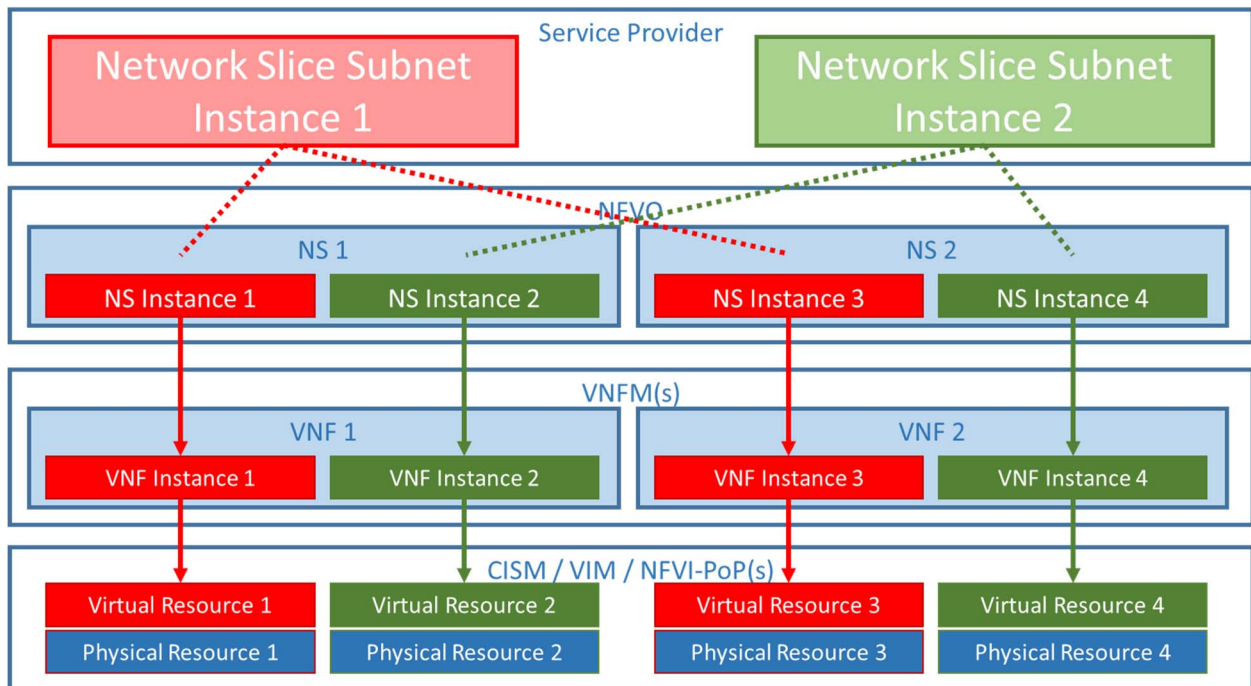 Service Provider
Network Slice Subnet
Instance 1
Network Slice Subnet
Instance 2
NFVO
NS 1
NS 2
NS Instance 1
NS Instance 2
NS Instance 3
NS Instance 4
VNFM(s)
VNF 1
VNF 2
VNF Instance 1
VNF Instance 2
VNF Instance 3
VNF Instance 4
CISM / VIM / NFVI-PoP(s)
Virtual Resource 1
Virtual Resource 2
Virtual Resource 3
Virtual Resource 4
Physical Resource 1
Physical Resource 2
Physical Resource 3
Physical Resource 4